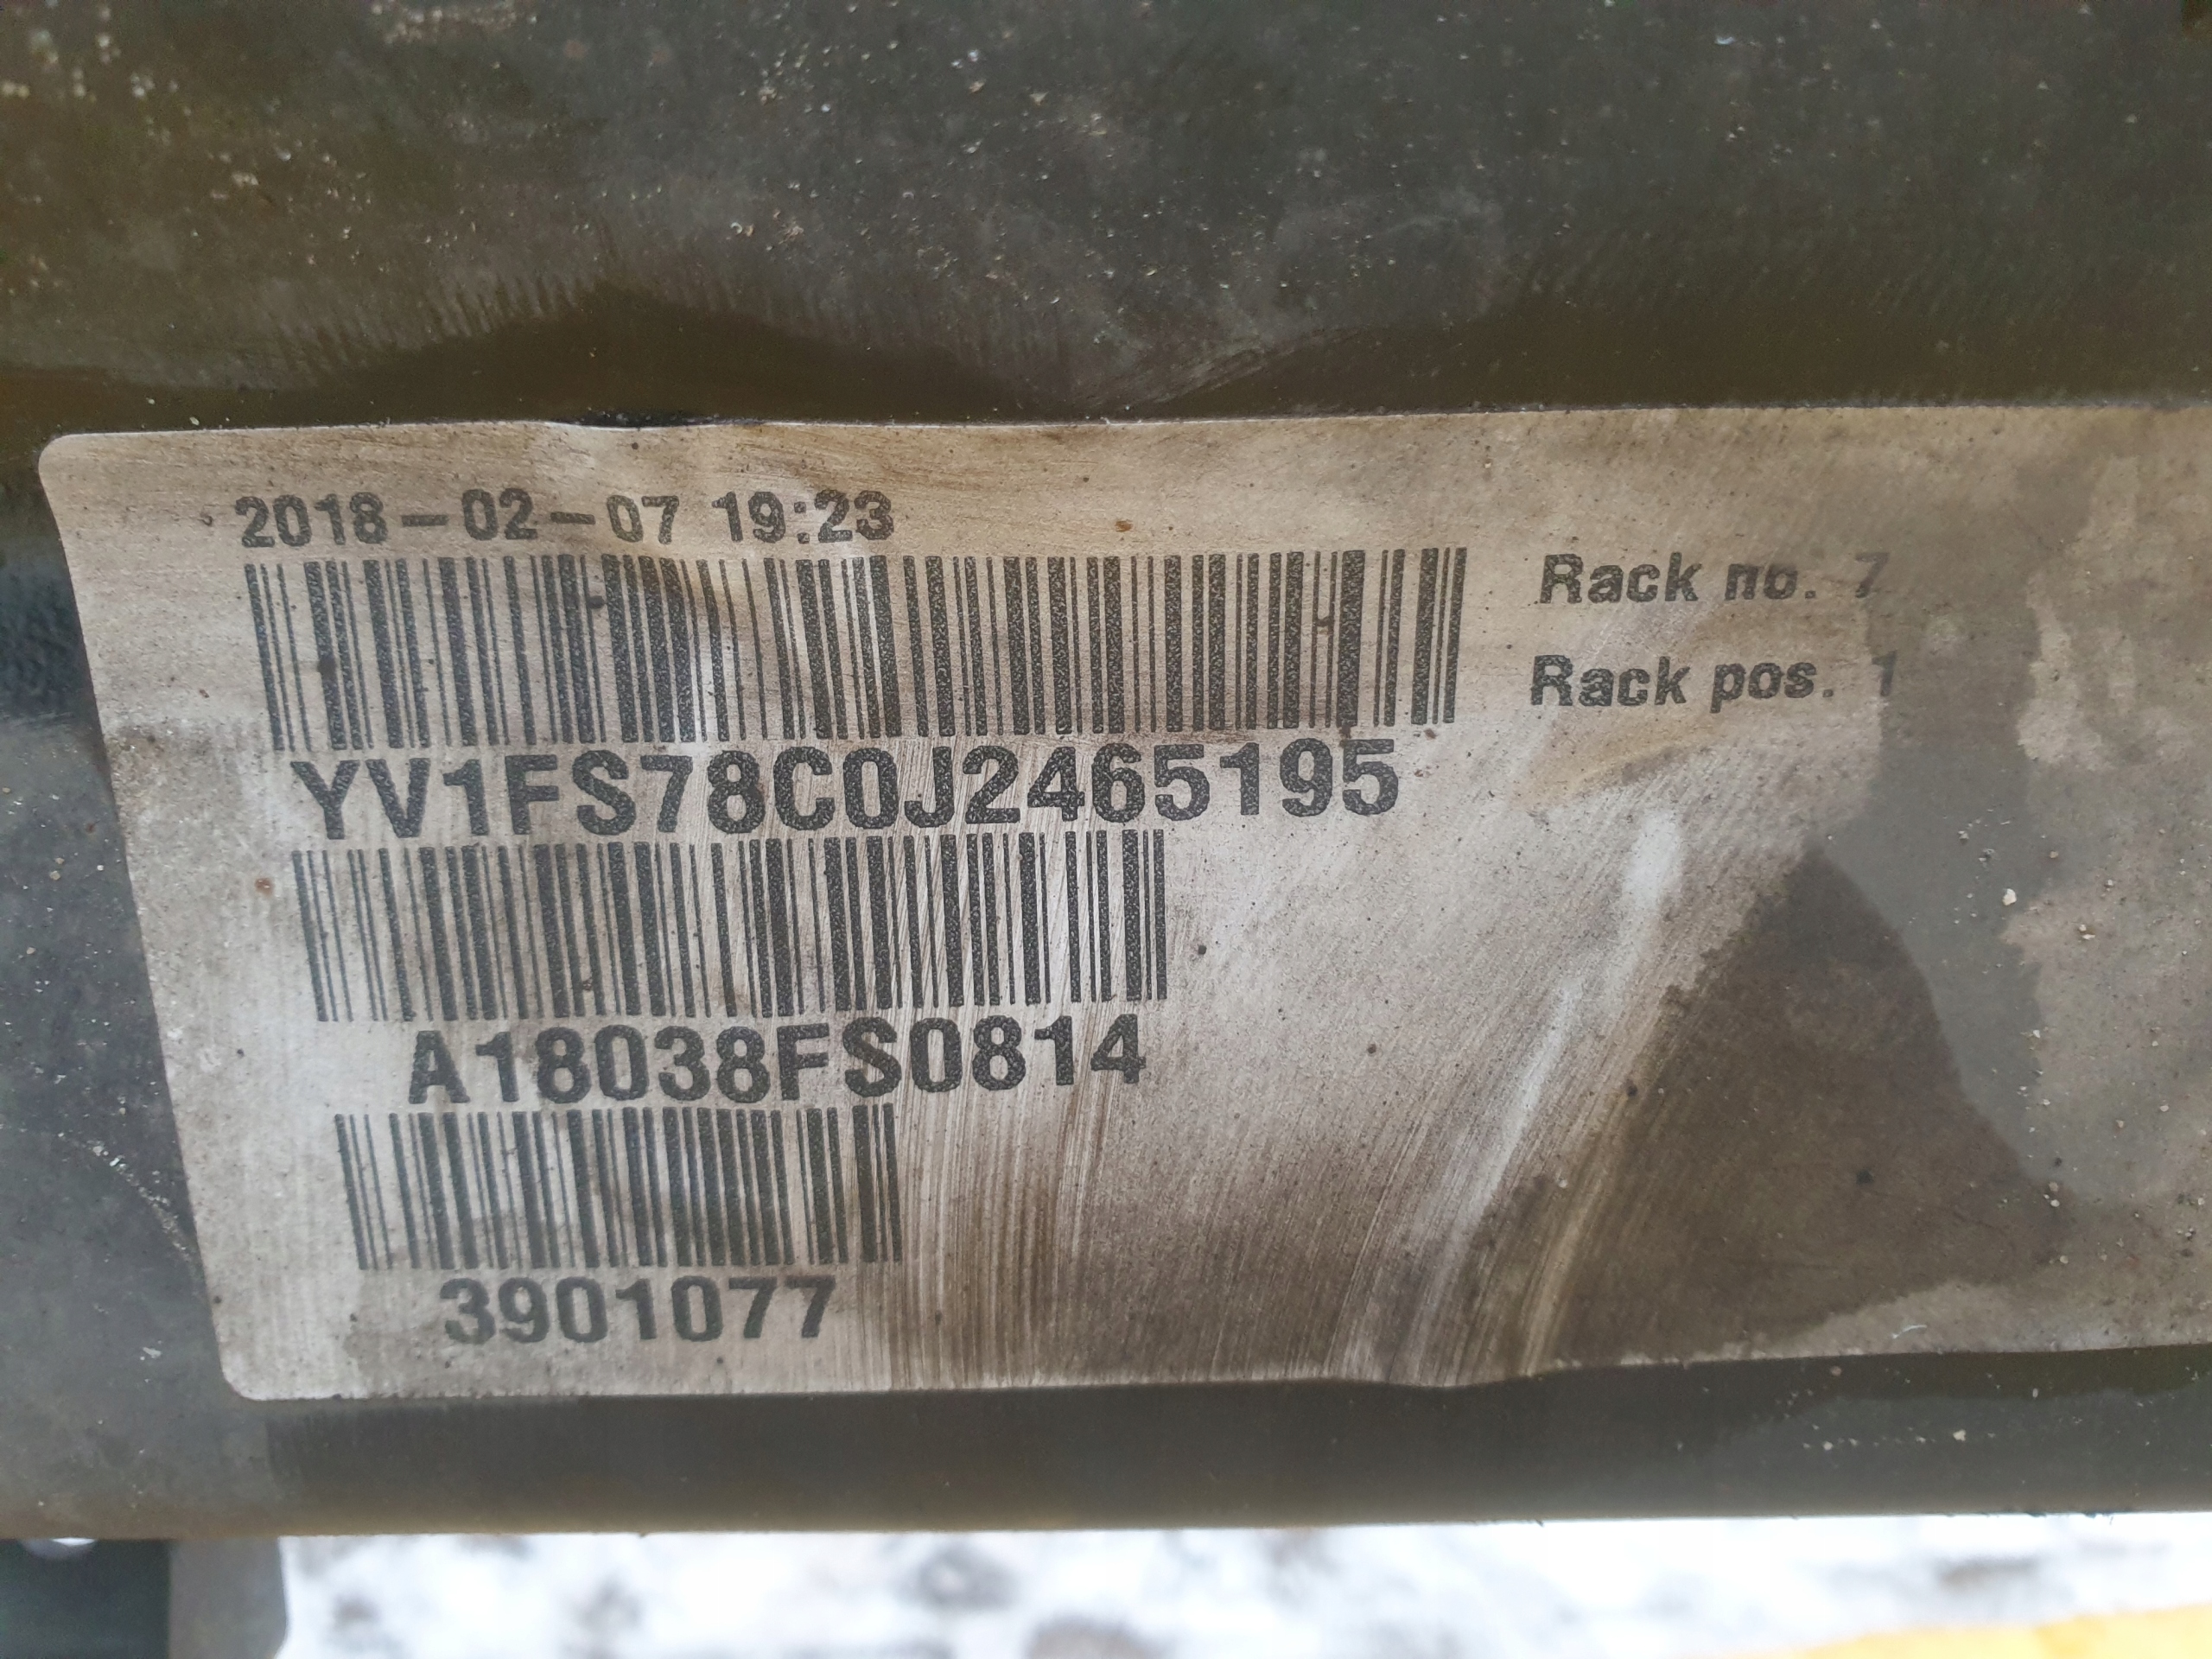 2018-02-07 19:23
Rack no. 7
Rack pos. 1
YV1FS78C0J2465195
A18038FS0814
3901077